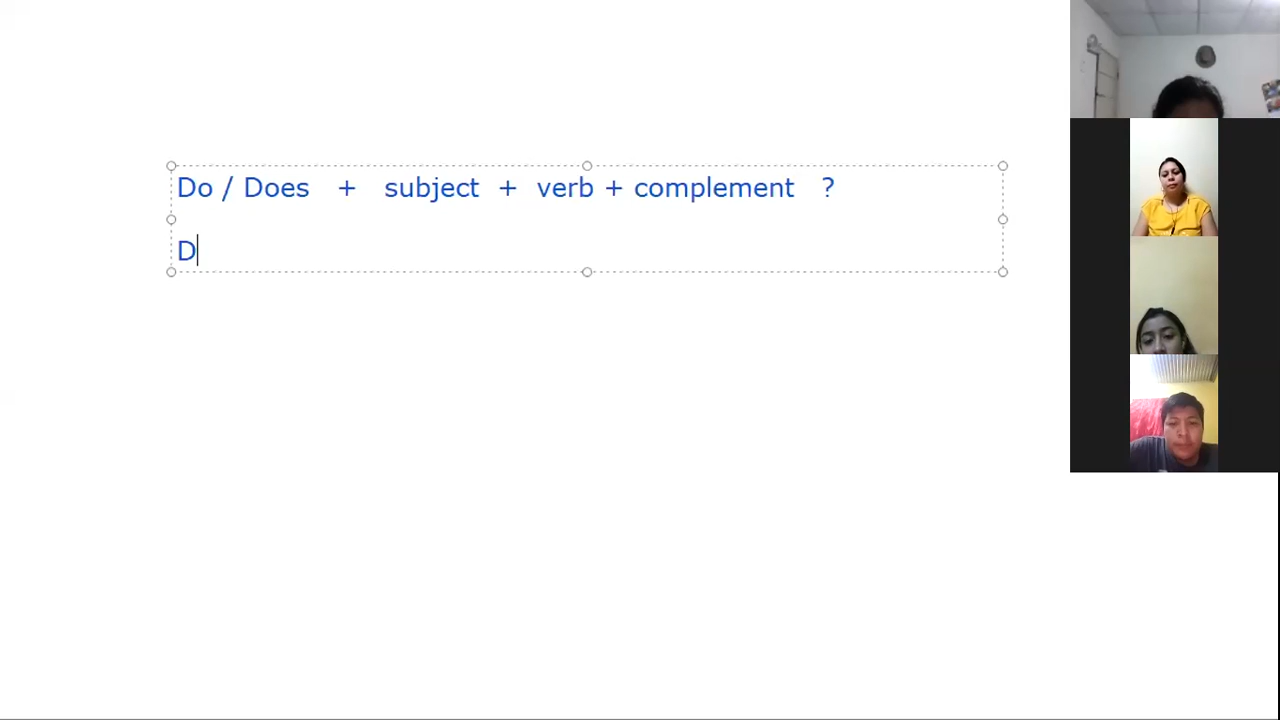 Do / Does + subject + verb + complement ?
D